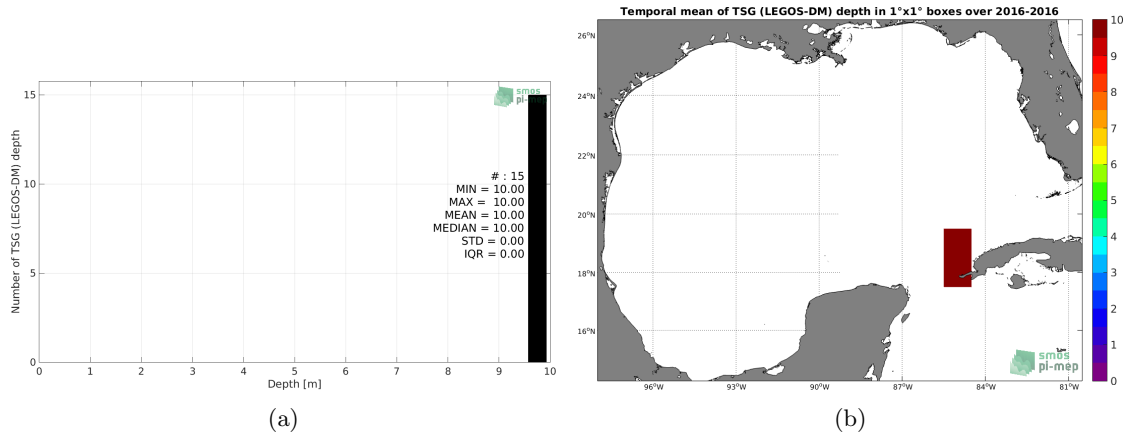 smos
pi-mep
Number of TSG (LEGOS-DM) depth
15
10
5
0
# : 15
MIN = 10.00
MAX = 10.00
MEAN = 10.00
MEDIAN = 10.00
STD = 0.00
IQR = 0.00
0 1 2 3 4 5 6 7 8 9 10
Depth [m]
(a)
Temporal mean of TSG (LEGOS-DM) depth in 1°x1° boxes over 2016-2016
26°N
24°N
22°N
20°N
18°N
16°N
96°W 93°W 90°W 87°W 84°W 81°W
smos
pi-mep
10
9
8
7
6
5
4
3
2
1
0
(b)